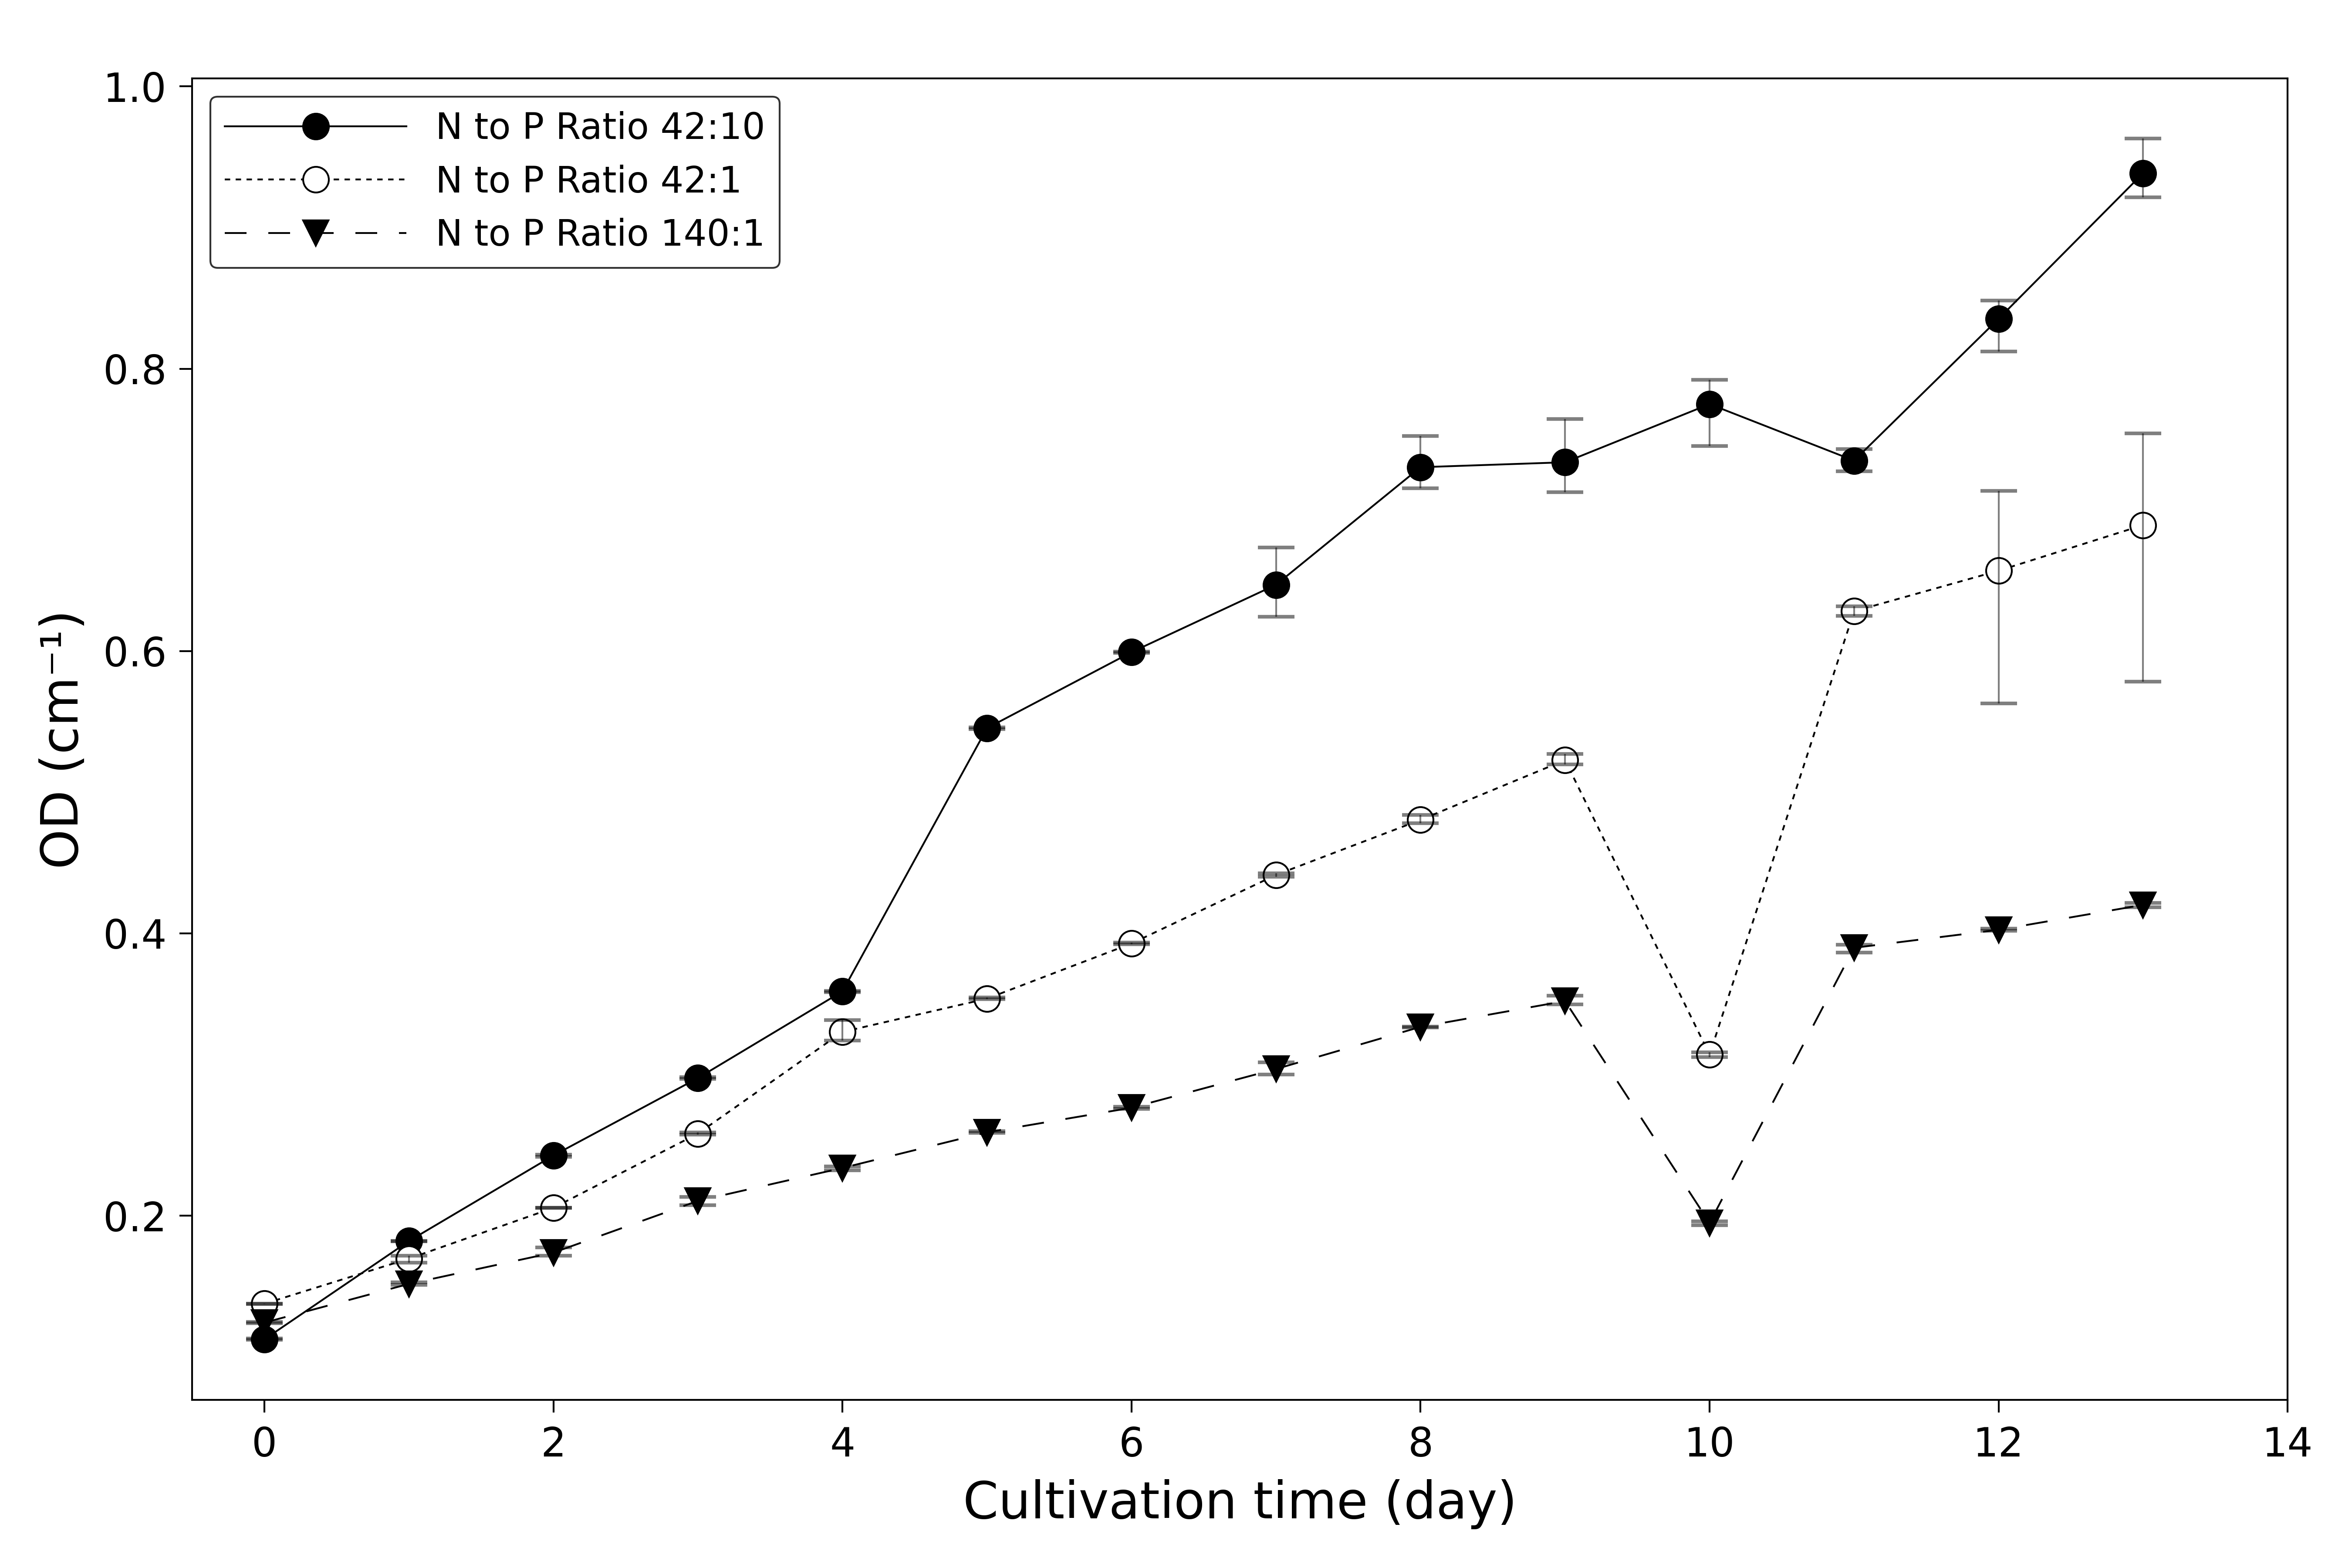 N to P Ratio 42:10
N to P Ratio 42:1
N to P Ratio 140:1
OD (cm⁻¹)
1.0
0.8
0.6
0.4
0.2
0 2 4 6 8 10 12 14
Cultivation time (day)